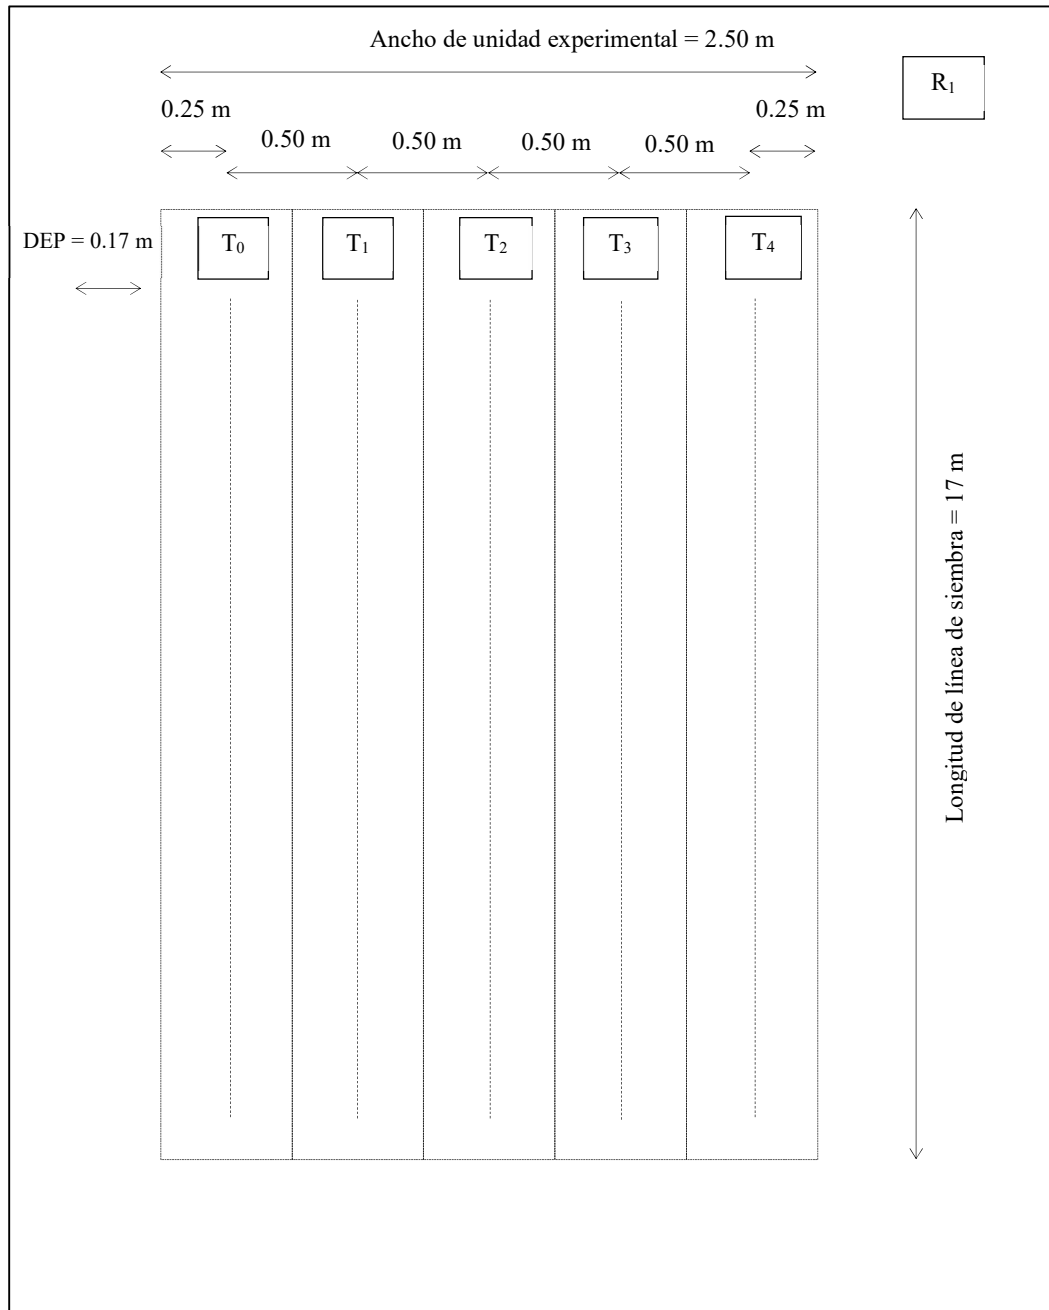 Ancho de unidad experimental = 2.50 m
R₁
0.25 m
0.25 m
0.50 m
0.50 m
0.50 m
0.50 m
DEP = 0.17 m
T₀
T₁
T₂
T₃
T₄
Longitud de línea de siembra = 17 m